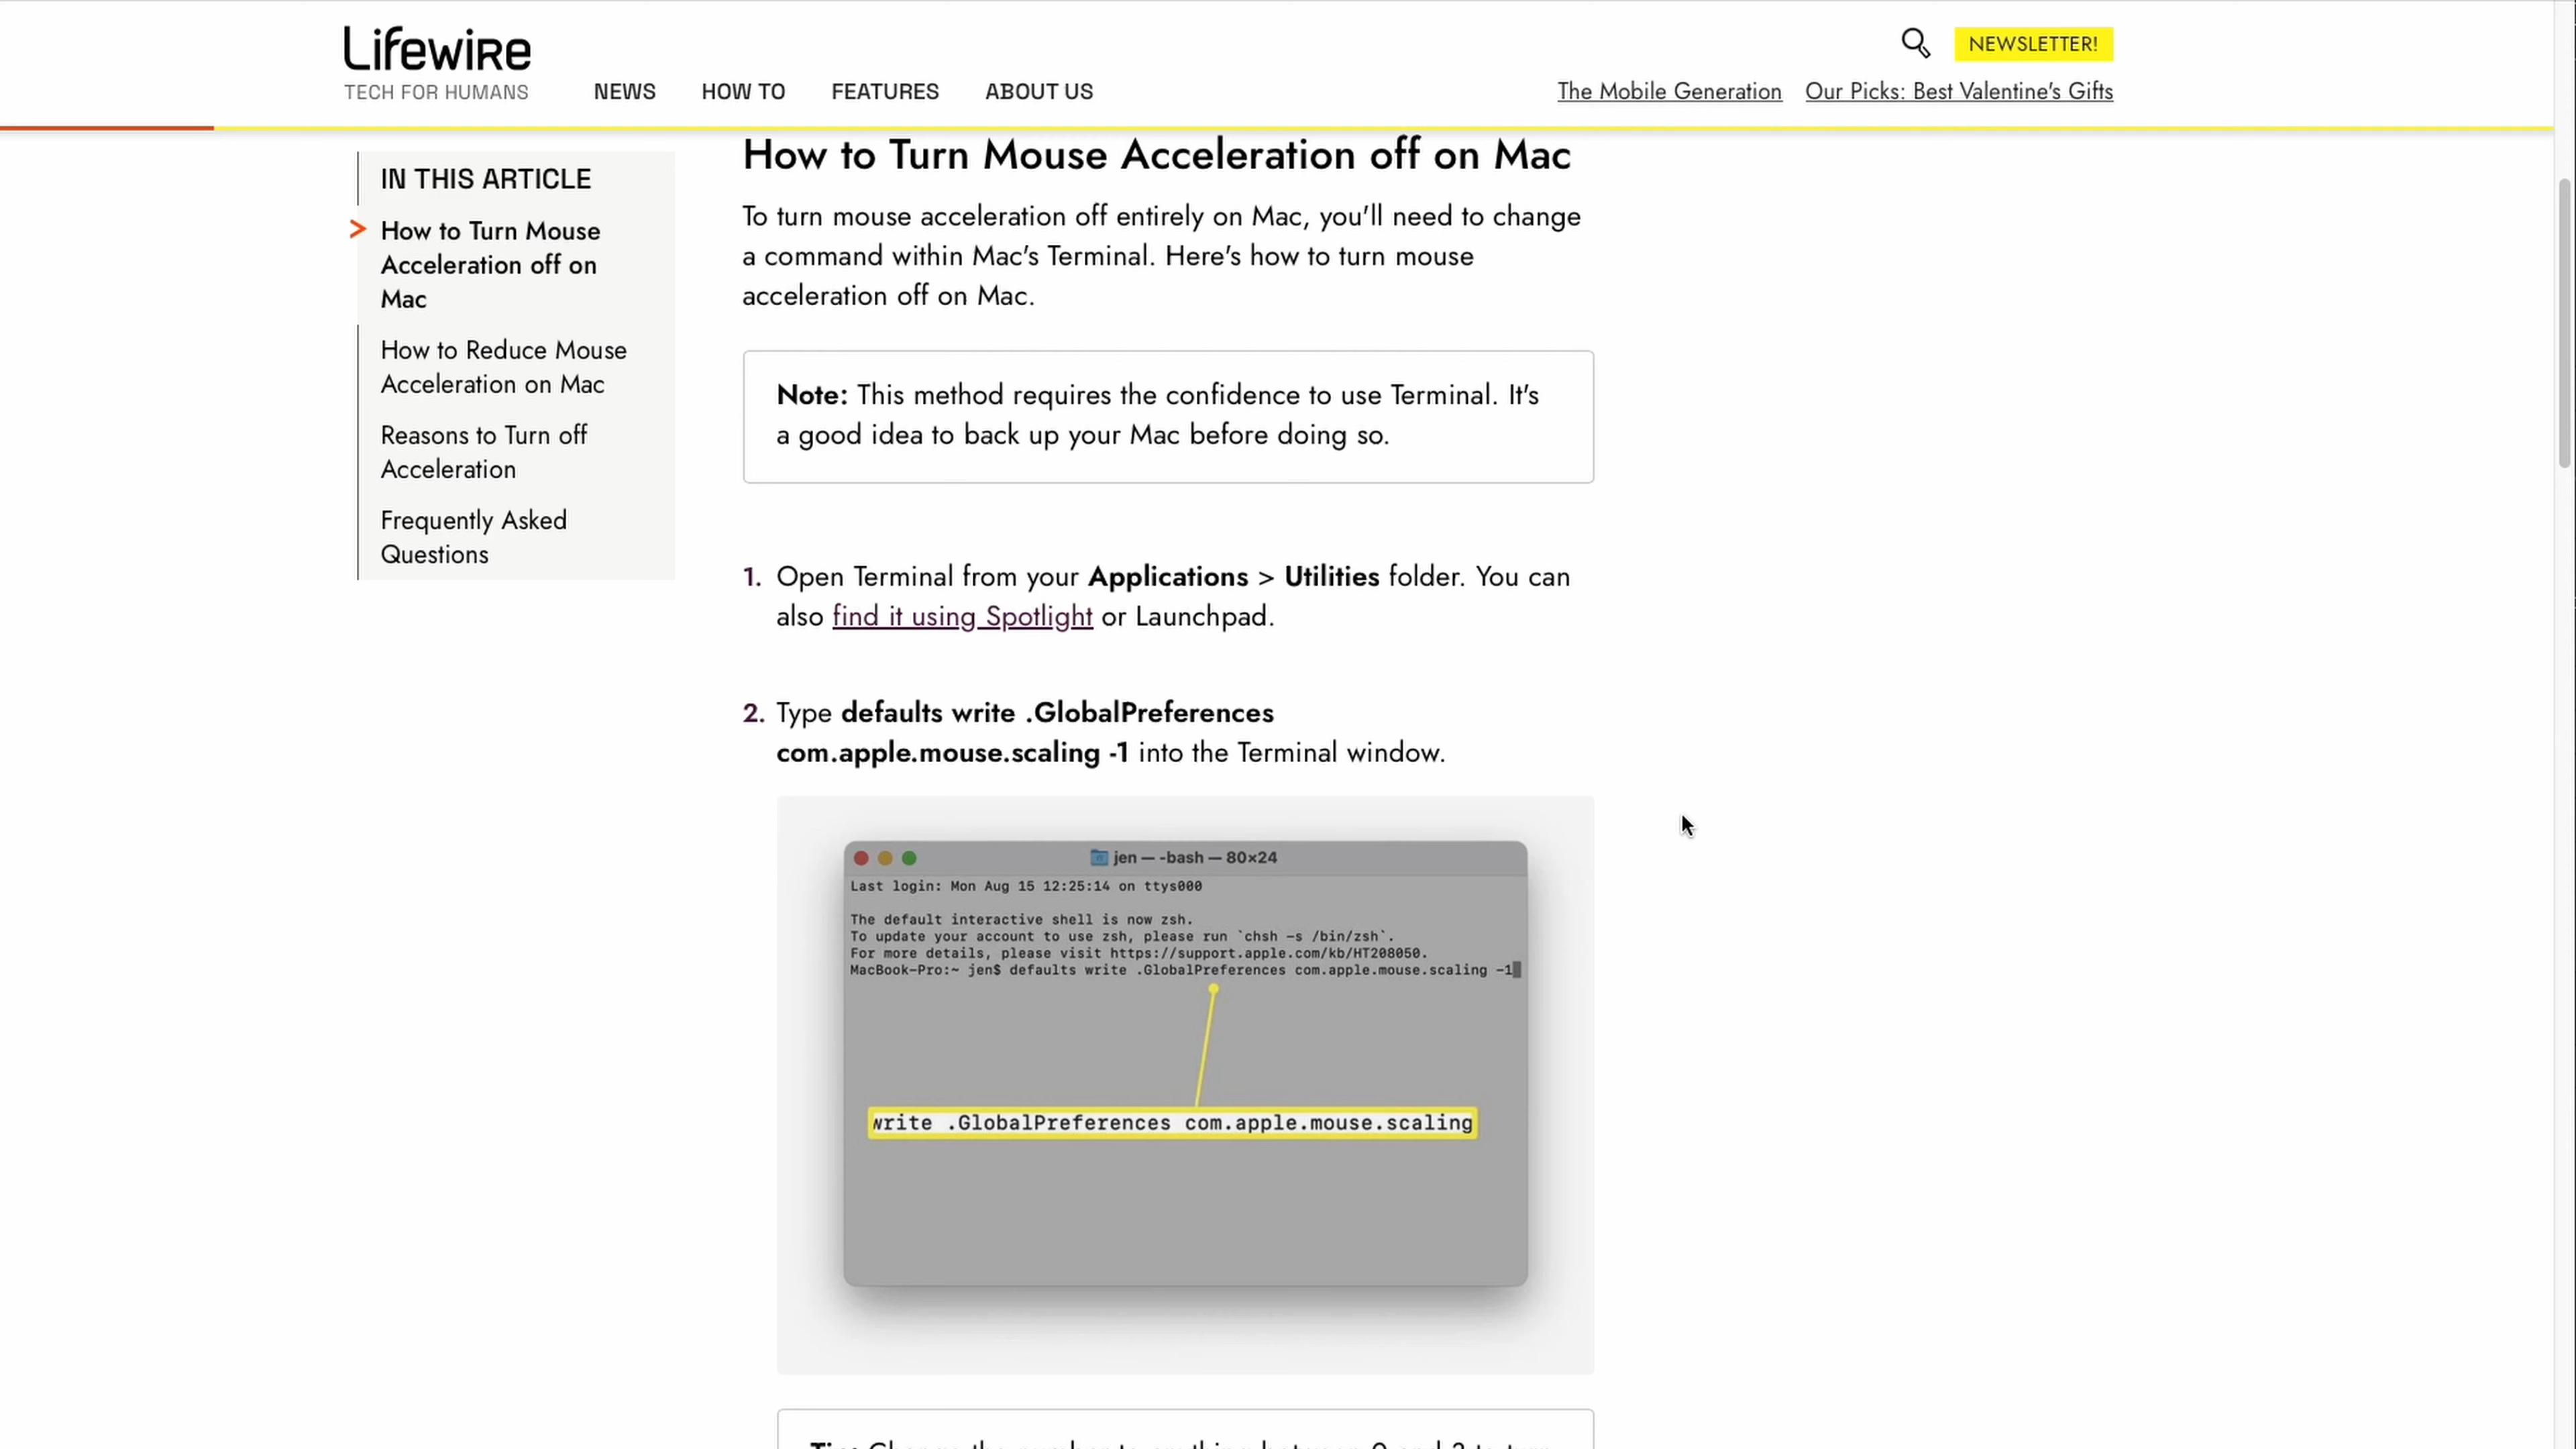 Lifewire
TECH FOR HUMANS
NEWS
HOW TO
FEATURES
ABOUT US
NEWSLETTER!
The Mobile Generation
Our Picks: Best Valentine's Gifts
IN THIS ARTICLE
> How to Turn Mouse
Acceleration off on
Mac
How to Reduce Mouse
Acceleration on Mac
Reasons to Turn off
Acceleration
Frequently Asked
Questions
How to Turn Mouse Acceleration off on Mac
To turn mouse acceleration off entirely on Mac, you'll need to change
a command within Mac's Terminal. Here's how to turn mouse
acceleration off on Mac.
Note: This method requires the confidence to use Terminal. It's
a good idea to back up your Mac before doing so.
1. Open Terminal from your Applications > Utilities folder. You can
also find it using Spotlight or Launchpad.
2. Type defaults write .GlobalPreferences
com.apple.mouse.scaling -1 into the Terminal window.
jen — -bash — 80×24
Last login: Mon Aug 15 12:25:14 on ttys000
The default interactive shell is now zsh.
To update your account to use zsh, please run `chsh -s /bin/zsh`.
For more details, please visit https://support.apple.com/kb/HT208050.
MacBook-Pro:~ jen$ defaults write .GlobalPreferences com.apple.mouse.scaling -1
write .GlobalPreferences com.apple.mouse.scaling